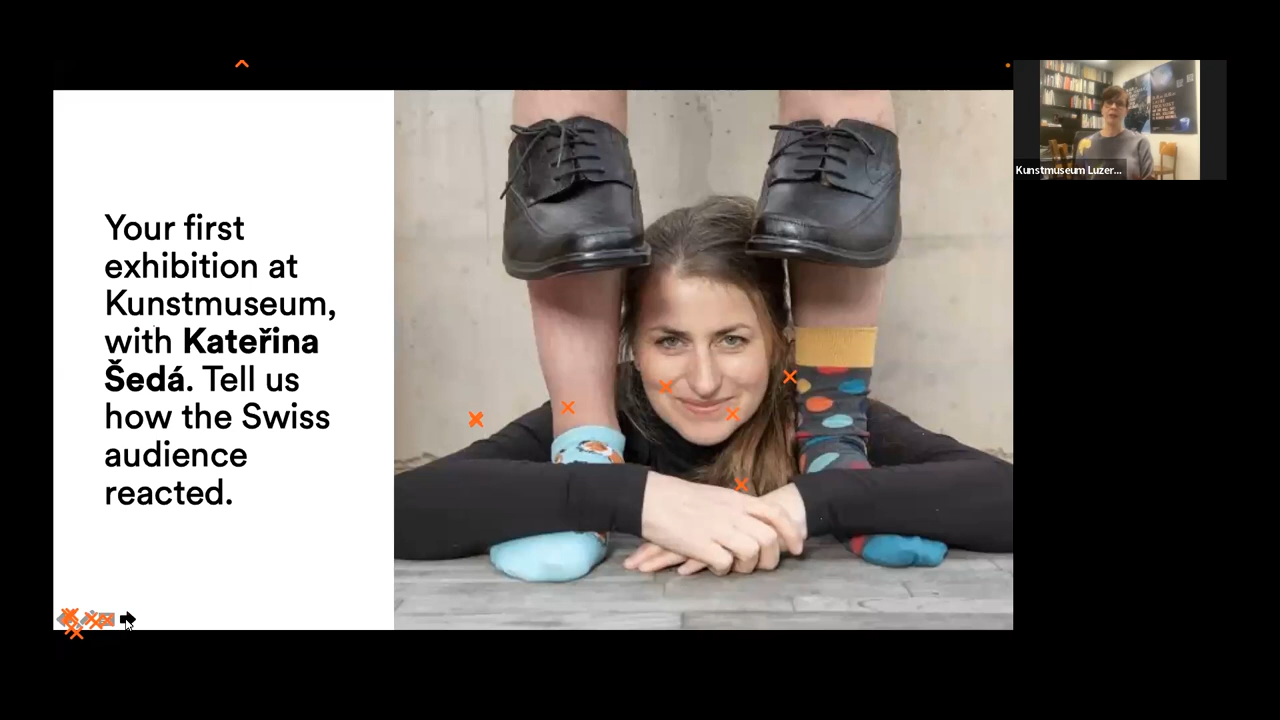 Your first
exhibition at
Kunstmuseum,
with Kateřina
Šedá. Tell us
how the Swiss
audience
reacted.
Kunstmuseum Luzer...